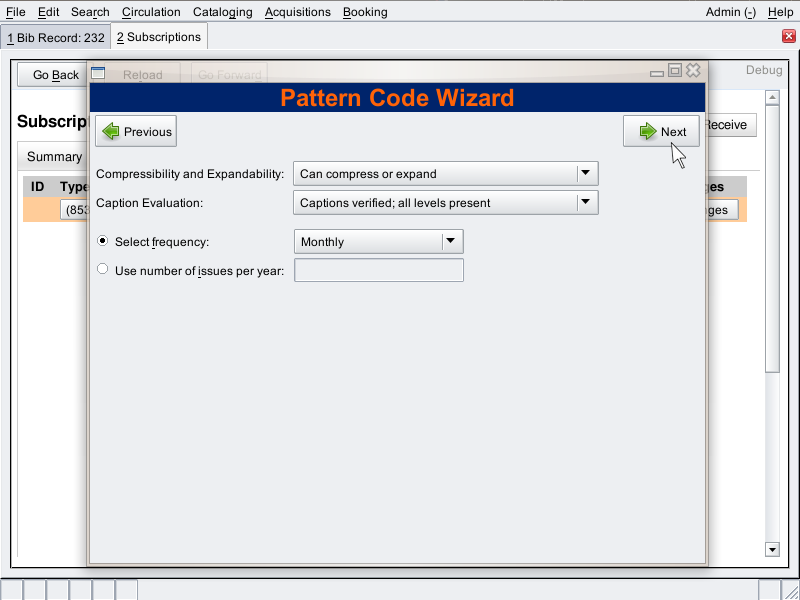 File Edit Search Circulation Cataloging Acquisitions Booking Admin (-) Help
1 Bib Record: 232 2 Subscriptions
Go Back Reload Go Forward Debug
Pattern Code Wizard
Subscrip
Previous Next Receive
Summary
Compressibility and Expandability: Can compress or expand
ID Type ges
Caption Evaluation: Captions verified; all levels present
(853 ges
Select frequency: Monthly
Use number of issues per year: